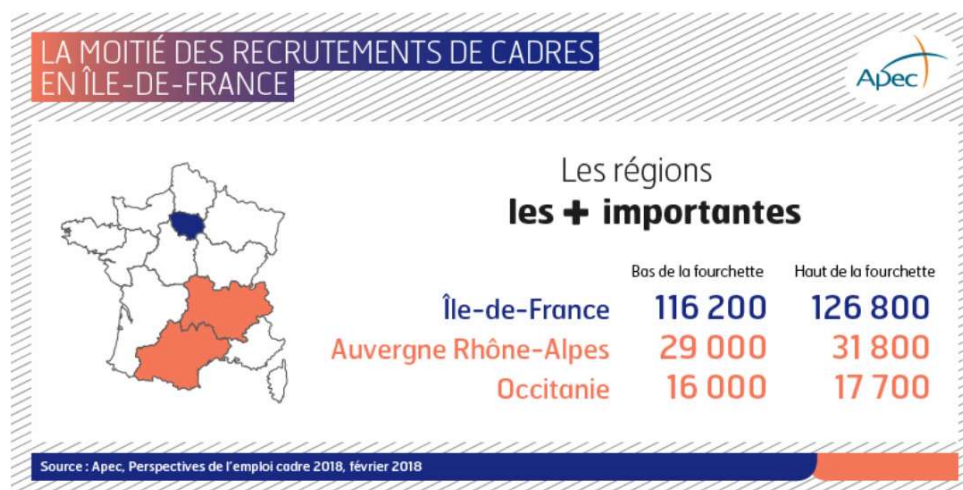 LA MOITIÉ DES RECRUTEMENTS DE CADRES
EN ÎLE-DE-FRANCE
Apec
Les régions
les + importantes
Bas de la fourchette Haut de la fourchette
Île-de-France 116 200 126 800
Auvergne Rhône-Alpes 29 000 31 800
Occitanie 16 000 17 700
Source : Apec, Perspectives de l'emploi cadre 2018, février 2018